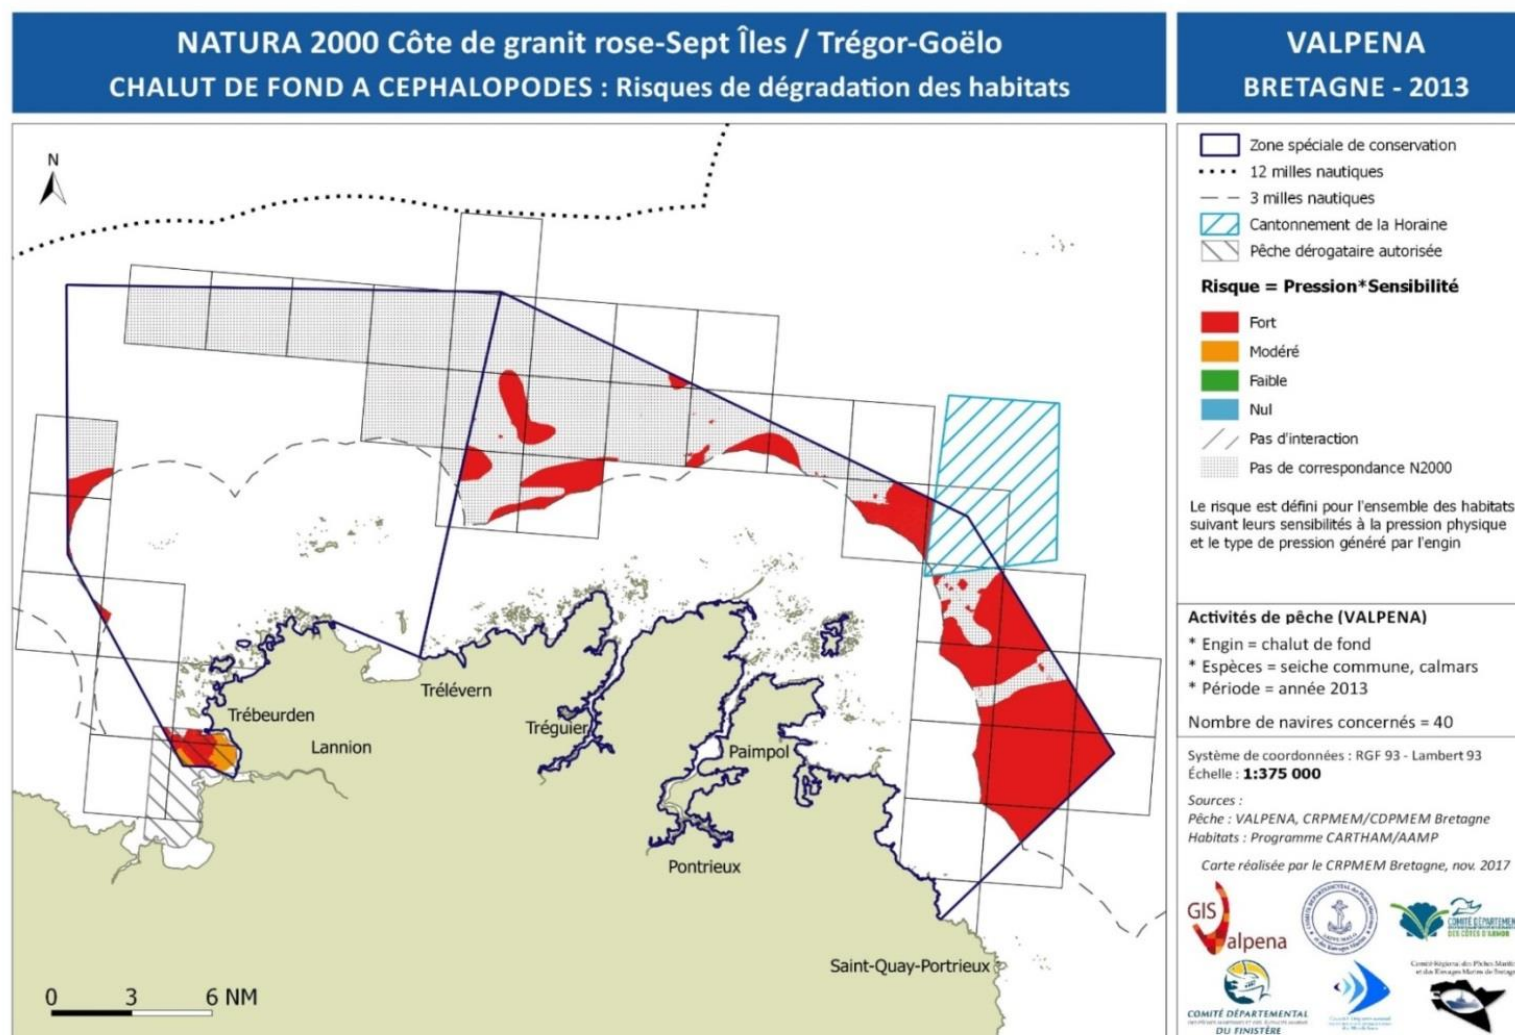 NATURA 2000 Côte de granit rose-Sept Îles / Trégor-Goëlo
CHALUT DE FOND A CEPHALOPODES : Risques de dégradation des habitats
VALPENA
BRETAGNE - 2013
N
Trélévern
Trébeurden
Lannion
Tréguier
Paimpol
Pontrieux
Saint-Quay-Portrieux
0 3 6 NM
Zone spéciale de conservation
12 milles nautiques
3 milles nautiques
Cantonnement de la Horaine
Pêche dérogataire autorisée
Risque = Pression*Sensibilité
Fort
Modéré
Faible
Nul
Pas d'interaction
Pas de correspondance N2000
Le risque est défini pour l'ensemble des habitats
suivant leurs sensibilités à la pression physique
et le type de pression généré par l'engin
Activités de pêche (VALPENA)
* Engin = chalut de fond
* Espèces = seiche commune, calmars
* Période = année 2013
Nombre de navires concernés = 40
Système de coordonnées : RGF 93 - Lambert 93
Échelle : 1:375 000
Sources :
Pêche : VALPENA, CRPMEM/CDPMEM Bretagne
Habitats : Programme CARTHAM/AAMP
Carte réalisée par le CRPMEM Bretagne, nov. 2017
GIS
Valpena
COMITÉ DÉPARTEMEN
DES CÔTES D'ARMOR
COMITÉ DÉPARTEMENTAL
DU FINISTÈRE